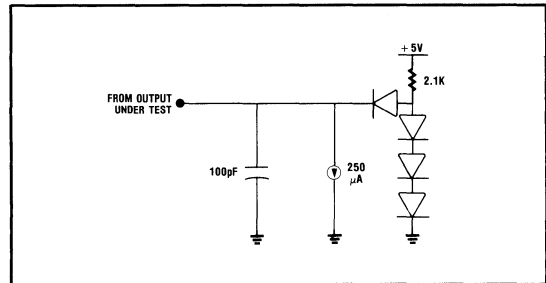 +5V
2.1K
FROM OUTPUT
UNDER TEST
100pF
250
μA